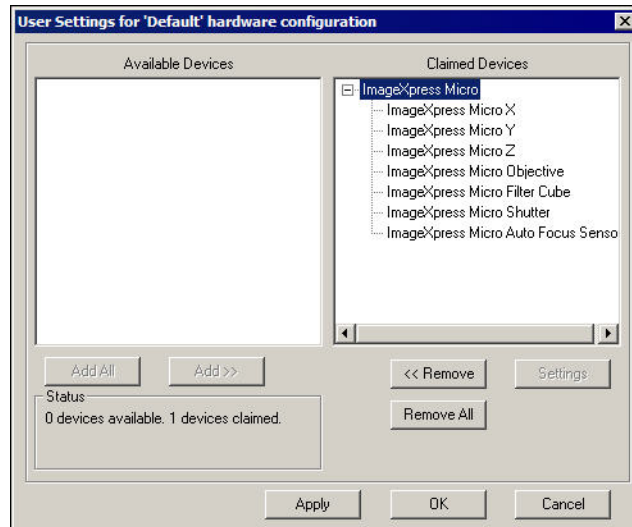 User Settings for 'Default' hardware configuration
Available Devices
Claimed Devices
ImageXpress Micro
ImageXpress Micro X
ImageXpress Micro Y
ImageXpress Micro Z
ImageXpress Micro Objective
ImageXpress Micro Filter Cube
ImageXpress Micro Shutter
ImageXpress Micro Auto Focus Senso
Add All
Add >>
<< Remove
Settings
Status
0 devices available. 1 devices claimed.
Remove All
Apply
OK
Cancel